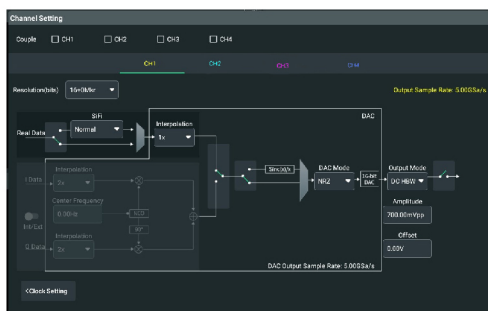 Channel Setting
Couple CH1 CH2 CH3 CH4
CH1 CH2 CH3 CH4
Resolution(bits) 16+0Mkr Output Sample Rate: 5.00GSa/s
DAC
SiFi
Interpolation
Real Data Normal 1x
Interpolation
I Data 2x
Sinc(x)/x
DAC Mode
NRZ
16-bit
DAC
Output Mode
DC HBW
Center Frequency
0.00Hz
NCO
Amplitude
700.00mVpp
Int/Ext
90°
Interpolation
Q Data 2x
Offset
0.00V
DAC Output Sample Rate: 5.00GSa/s
<Clock Setting